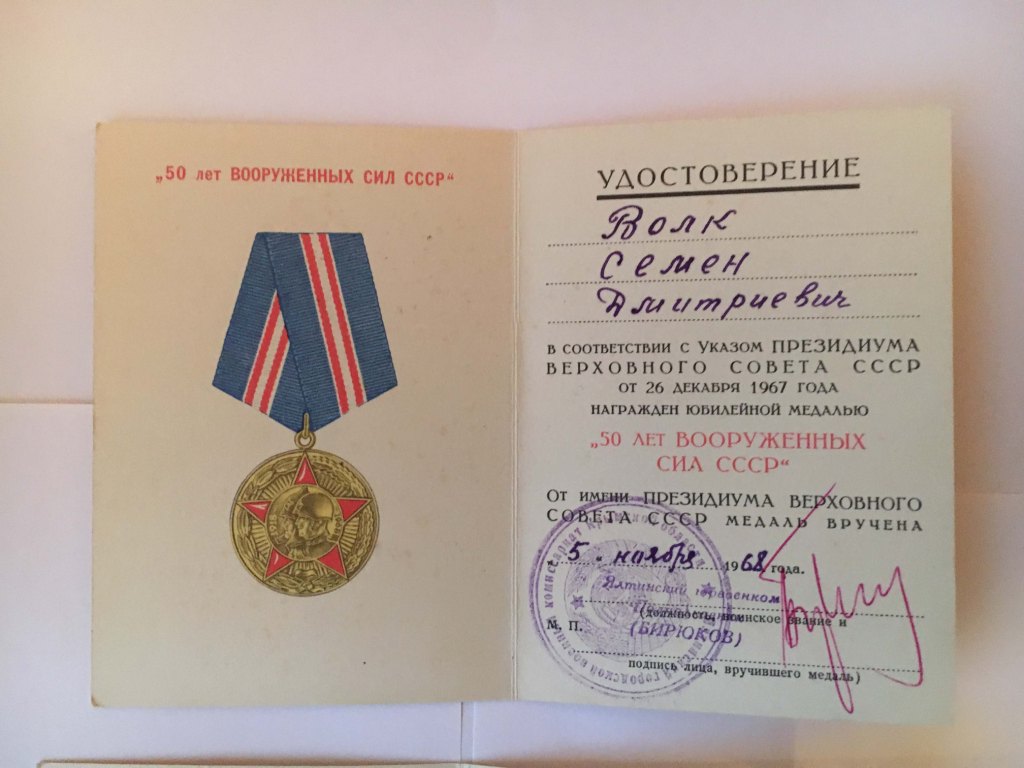 „50 лет ВООРУЖЕННЫХ СИЛ СССР“
УДОСТОВЕРЕНИЕ
Волк
Семен
Дмитриевич
В СООТВЕТСТВИИ С УКАЗОМ ПРЕЗИДИУМА
ВЕРХОВНОГО СОВЕТА СССР
ОТ 26 ДЕКАБРЯ 1967 ГОДА
НАГРАЖДЕН ЮБИЛЕЙНОЙ МЕДАЛЬЮ
„50 ЛЕТ ВООРУЖЕННЫХ
СИЛ СССР“
ОТ ИМЕНИ ПРЕЗИДИУМА ВЕРХОВНОГО
СОВЕТА СССР МЕДАЛЬ ВРУЧЕНА
„5“ ноября 1968 года.
Ялтинский горвоенком
(должность, воинское звание и
М. П. (БИРЮКОВ)
подпись лица, вручившего медаль)